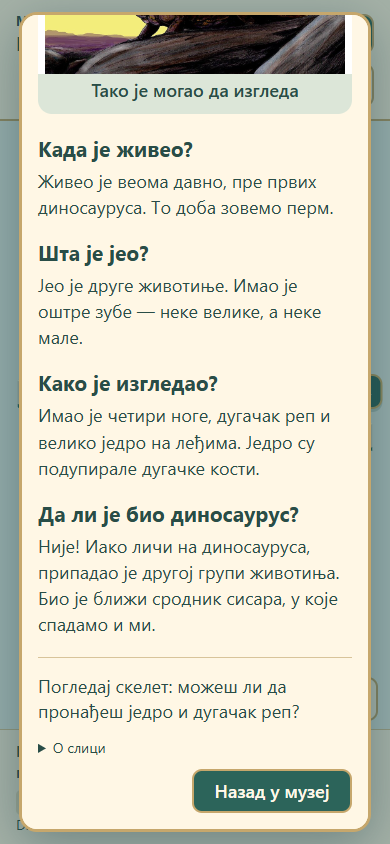 Тако је могао да изгледа
Када је живео?
Живео је веома давно, пре првих
диносауруса. То доба зовемо перм.
Шта је јео?
Јео је друге животиње. Имао је
оштре зубе — неке велике, а неке
мале.
Како је изгледао?
Имао је четири ноге, дугачак реп и
велико једро на леђима. Једро су
подупирале дугачке кости.
Да ли је био диносаурус?
Није! Иако личи на диносауруса,
припадао је другој групи животиња.
Био је ближи сродник сисара, у које
спадамо и ми.
Погледај скелет: можеш ли да
пронађеш једро и дугачак реп?
О слици
Назад у музеј